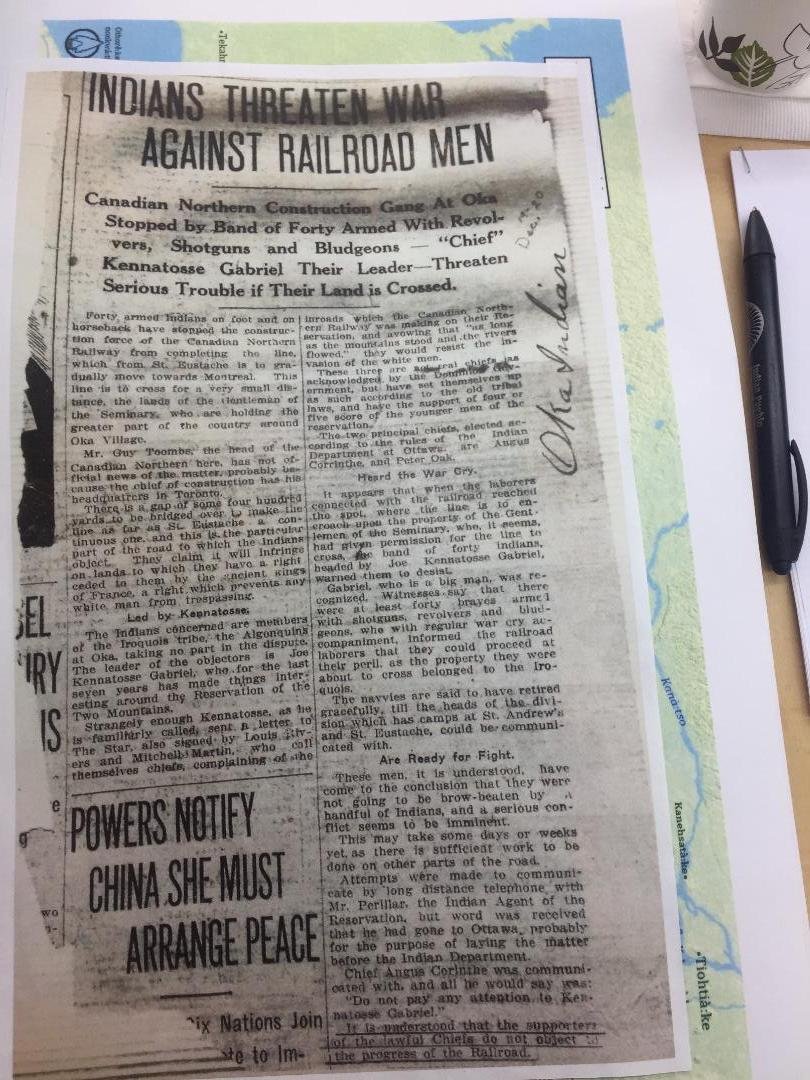 INDIANS THREATEN WAR
AGAINST RAILROAD MEN
Canadian Northern Construction Gang At Oka
Stopped by Band of Forty Armed With Revol-
vers, Shotguns and Bludgeons — “Chief”
Kennatosse Gabriel Their Leader—Threaten
Serious Trouble if Their Land is Crossed.
Forty armed Indians on foot and on
horseback have stopped the construc-
tion force of the Canadian Northern
Railway from completing the line,
which from St. Eustache is to gra-
dually move towards Montreal. This
line is to cross for a very small dis-
tance, the lands of the Gentleman of
the Seminary, who are holding the
greater part of the country around
Oka Village.
Mr. Guy Toombs, the head of the
Canadian Northern here, has not of-
ficial news of the matter, probably be-
cause the chief of construction has his
headquatrers in Toronto.
There is a gap of some four hundred
yards to be bridged over to make the
line as far as St. Eustache a con-
tinuous one, and this is the particular
part of the road to which the Indians
object. They claim it will infringe
on lands to which they have a right
ceded to them by the ancient kings
of France, a right which prevents any
white man from trespassing.
Led by Kennatosse.
The Indians concerned are members
of the Iroquois tribe, the Algonquins
at Oka, taking no part in the dispute.
The leader of the objectors is Joe
Kennatosse Gabriel, who for the last
seven years has made things inter-
esting around the Reservation of the
Two Mountains.
Strangely enough Kennatosse, as he
is familiarly called, sent a letter to
The Star, also signed by Louis Riv-
ers and Mitchell Martin, who call
themselves chiefs, complaining of the
inroads which the Canadian North-
ern Railway was making on their Re-
servation, and avowing that "as long
as the mountains stood and the rivers
flowed," they would resist the in-
vasion of the white men.
These three are not real chiefs as
acknowledged by the Dominion Gov-
ernment, but have set themselves up
as such according to the old tribal
laws, and have the support of four or
five score of the younger men of the
reservation.
The two principal chiefs, elected ac-
cording to the rules of the Indian
Department at Ottawa, are Angus
Corrinthe, and Peter Oak.
Heard the War Cry.
It appears that when the laborers
connected with the railroad reached
the spot, where the line is to en-
croach upon the property of the Gent-
lemen of the Seminary, who, it seems,
had given permission for the line to
cross, the band of forty Indians,
headed by Joe Kennatosse Gabriel,
warned them to desist.
Gabriel, who is a big man, was re-
cognized. Witnesses say that there
were at least forty braves armed
with shotguns, revolvers and blud-
geons, who with regular war cry ac-
companiment, informed the railroad
laborers that they could proceed at
their peril, as the property they were
about to cross belonged to the Iro-
quois.
The navvies are said to have retired
gracefully, till the heads of the divi-
sion which has camps at St. Andrew's
and St. Eustache, could be communi-
cated with.
Are Ready for Fight.
These men, it is understood, have
come to the conclusion that they were
not going to be brow-beaten by a
handful of Indians, and a serious con-
flict seems to be imminent.
This may take some days or weeks
yet, as there is sufficient work to be
done on other parts of the road.
Attempts were made to communi-
cate by long distance telephone with
Mr. Perillar, the Indian Agent of the
Reservation, but word was received
that he had gone to Ottawa, probably
for the purpose of laying the matter
before the Indian Department.
Chief Angus Corinthe was communi-
cated with, and all he would say was:
"Do not pay any attention to Ken-
natosse Gabriel."
It is understood that the supporters
of the lawful Chiefs do not object to
the progress of the Railroad.
POWERS NOTIFY
CHINA SHE MUST
ARRANGE PEACE
ix Nations Join
te to Im-
IRY
IS
e
g
wo
Oka Indian
Dec. 20
•Tekah
Kana:tso
Kanehsatà:ke•
•Tiohtià:ke
Indian Pueblo